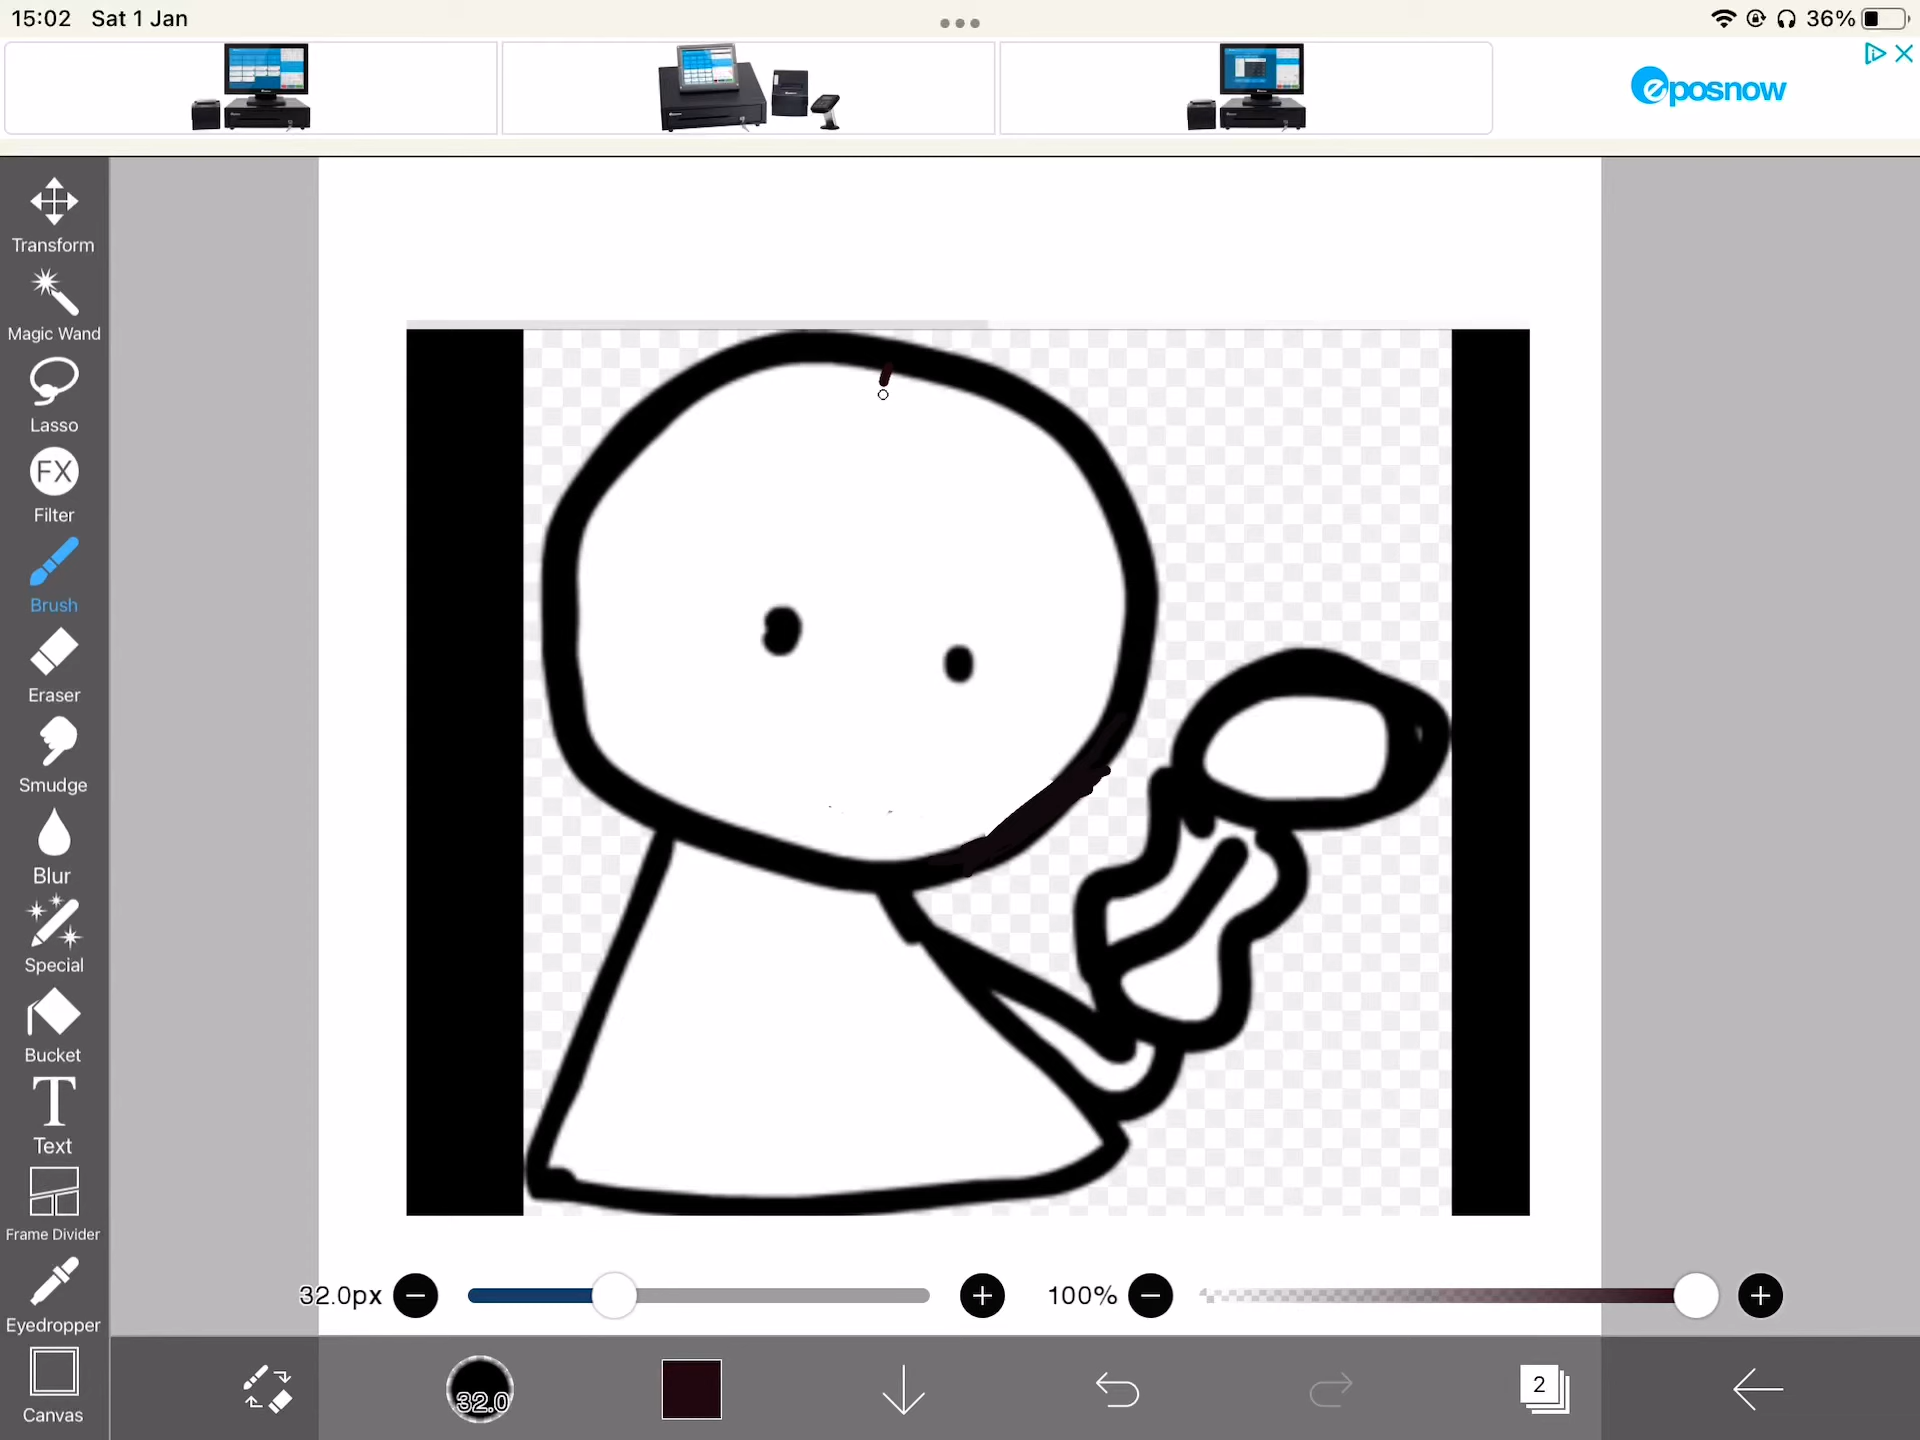 15:02 Sat 1 Jan
36%
eposnow
Transform
Magic Wand
Lasso
FX
Filter
Brush
Eraser
Smudge
Blur
Special
Bucket
T
Text
Frame Divider
Eyedropper
Canvas
32.0px
100%
32.0
2